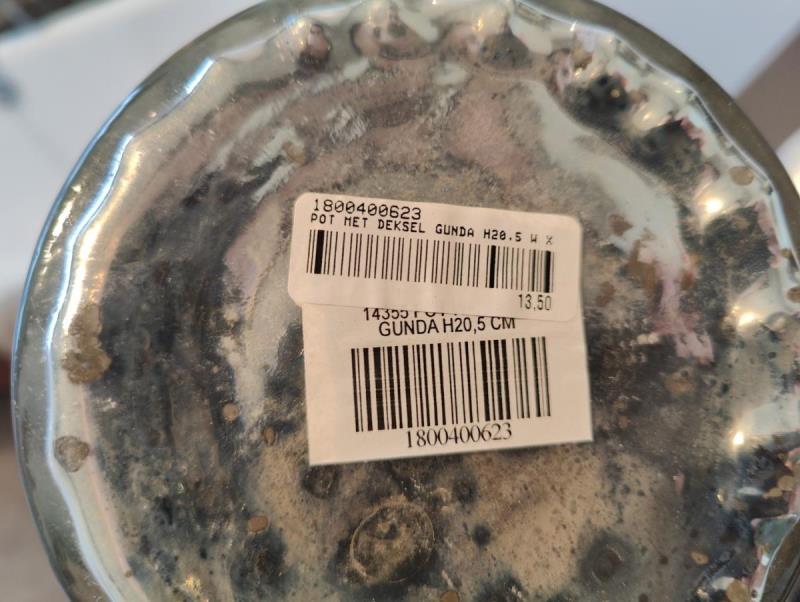 1800400623
POT MET DEKSEL GUNDA H20.5 W X
13,50
14355
GUNDA H20,5 CM
1800400623